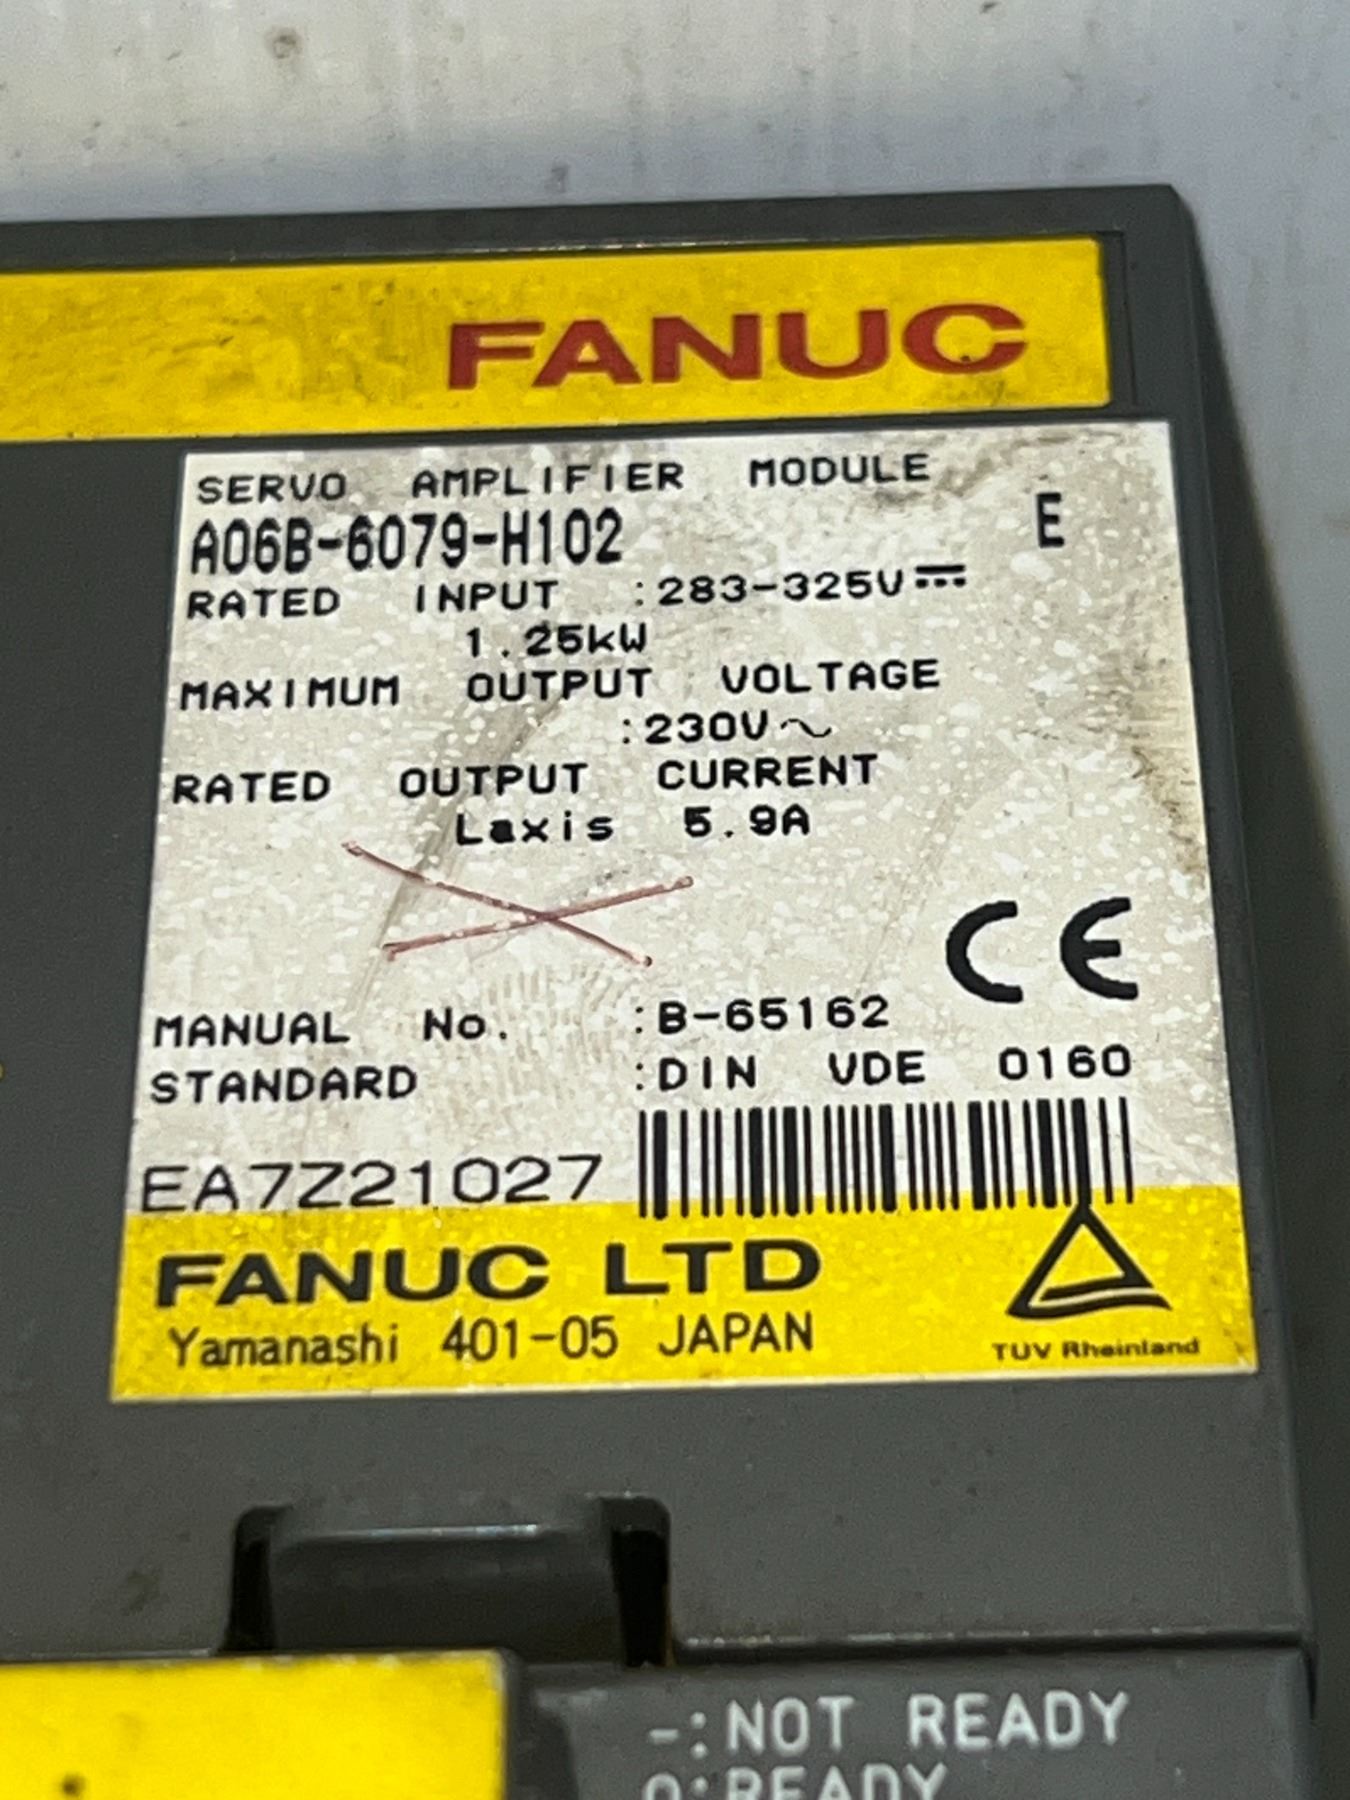 FANUC
SERVO AMPLIFIER MODULE
A06B-6079-H102 E
RATED INPUT :283-325V⎓
1.25kW
MAXIMUM OUTPUT VOLTAGE
:230V~
RATED OUTPUT CURRENT
Laxis 5.9A
MANUAL No. :B-65162
STANDARD :DIN VDE 0160
CE
EA7Z21027
FANUC LTD
Yamanashi 401-05 JAPAN
TUV Rheinland
-:NOT READY
0:READY